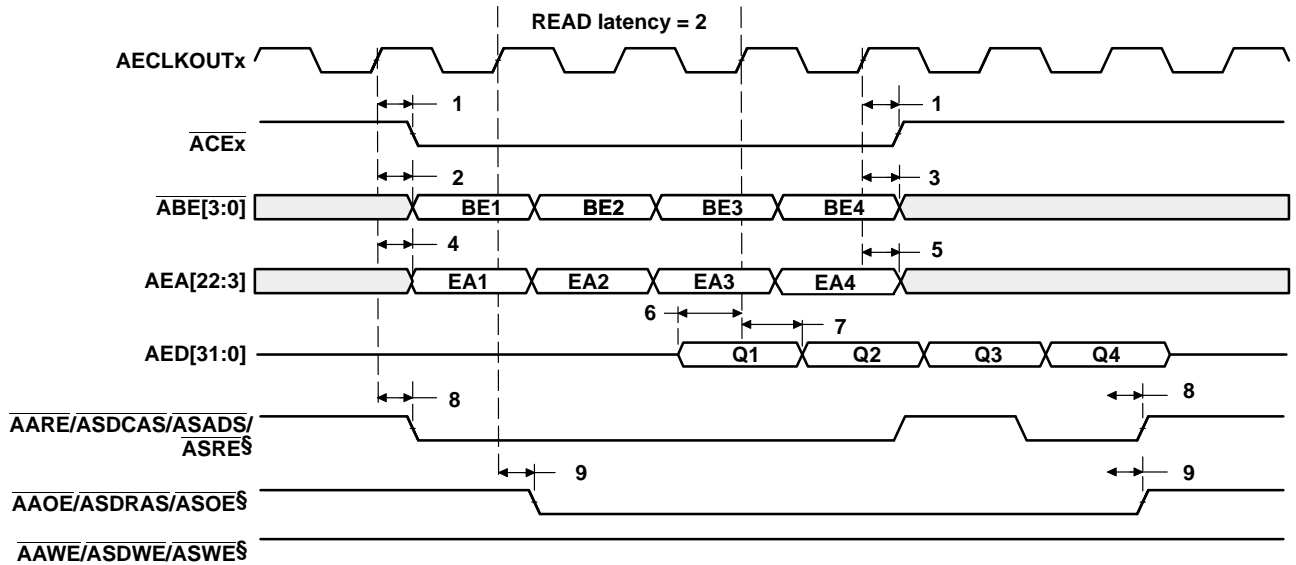 READ latency = 2
AECLKOUTx
1 1
ACEx
2 3
ABE[3:0] BE1 BE2 BE3 BE4
4 5
AEA[22:3] EA1 EA2 EA3 EA4
6 7
AED[31:0] Q1 Q2 Q3 Q4
8 8
AARE/ASDCAS/ASADS/
ASRE§
9 9
AAOE/ASDRAS/ASOE§
AAWE/ASDWE/ASWE§